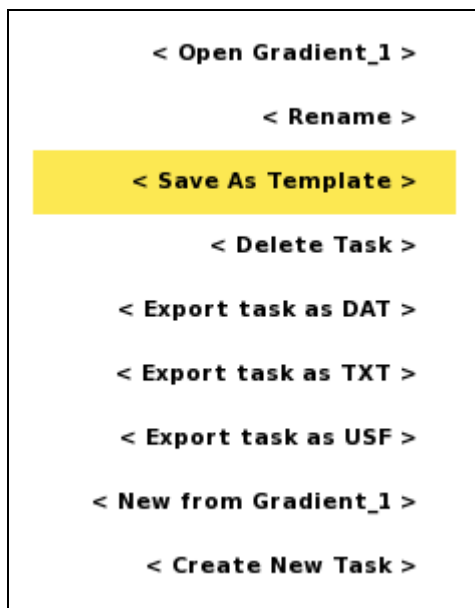 < Open Gradient_1 >
< Rename >
< Save As Template >
< Delete Task >
< Export task as DAT >
< Export task as TXT >
< Export task as USF >
< New from Gradient_1 >
< Create New Task >